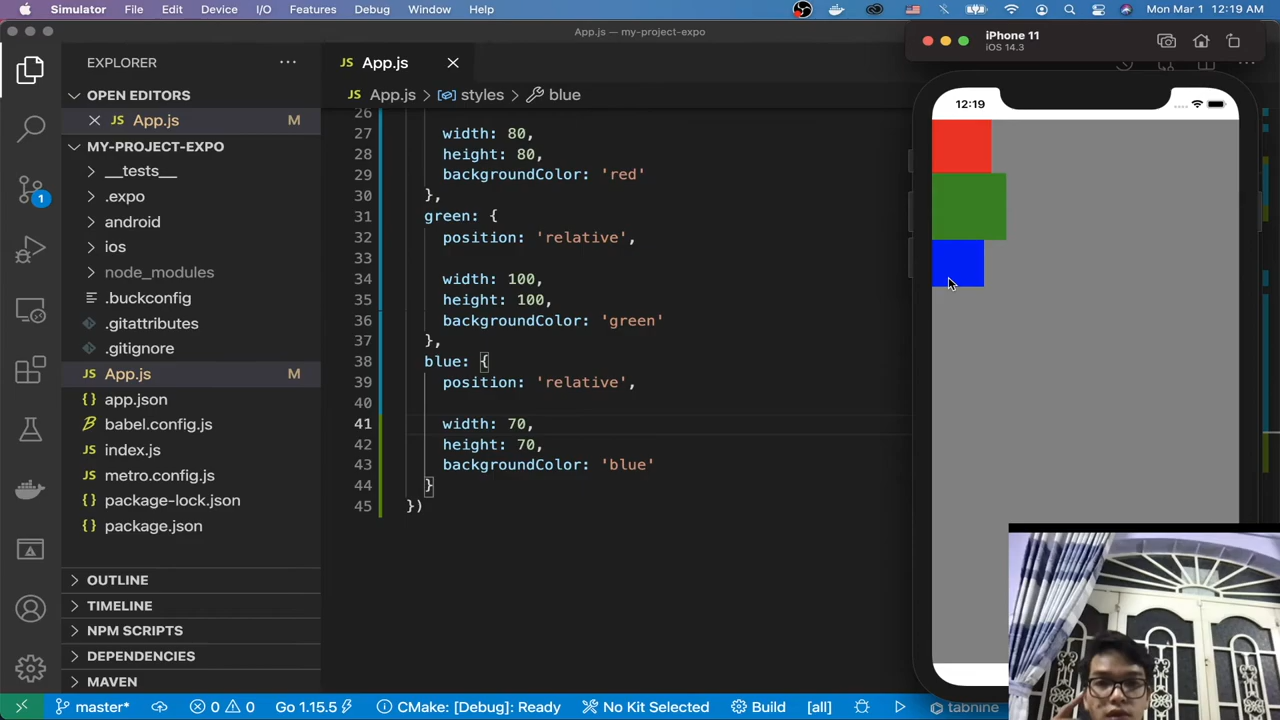 Simulator File Edit Device I/O Features Debug Window Help Mon Mar 1 12:19 AM
App.js — my-project-expo
iPhone 11
iOS 14.3
EXPLORER
OPEN EDITORS
App.js M
MY-PROJECT-EXPO
__tests__
.expo
android
ios
node_modules
.buckconfig
.gitattributes
.gitignore
JS App.js M
app.json
babel.config.js
JS index.js
metro.config.js
{} package-lock.json
{} package.json
OUTLINE
TIMELINE
NPM SCRIPTS
DEPENDENCIES
MAVEN
1
JS App.js
JS App.js > styles > blue
26
27 width: 80,
28 height: 80,
29 backgroundColor: 'red'
30 },
31 green: {
32 position: 'relative',
33
34 width: 100,
35 height: 100,
36 backgroundColor: 'green'
37 },
38 blue: {
39 position: 'relative',
40
41 width: 70,
42 height: 70,
43 backgroundColor: 'blue'
44 }
45 })
12:19
master* 0 0 Go 1.15.5 CMake: [Debug]: Ready No Kit Selected Build [all] tabnine